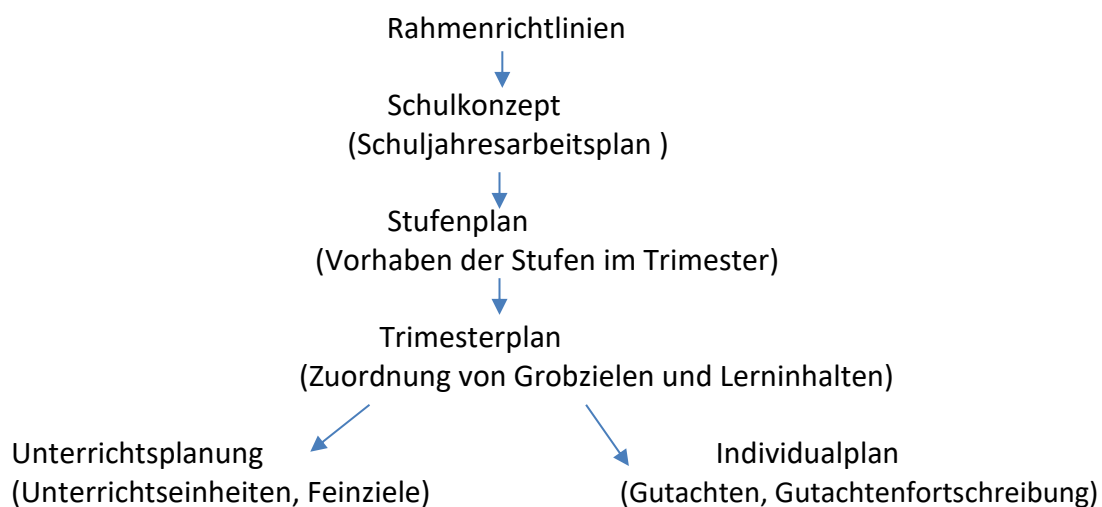 Rahmenrichtlinien
Schulkonzept
(Schuljahresarbeitsplan )
Stufenplan
(Vorhaben der Stufen im Trimester)
Trimesterplan
(Zuordnung von Grobzielen und Lerninhalten)
Unterrichtsplanung Individualplan
(Unterrichtseinheiten, Feinziele) (Gutachten, Gutachtenfortschreibung)